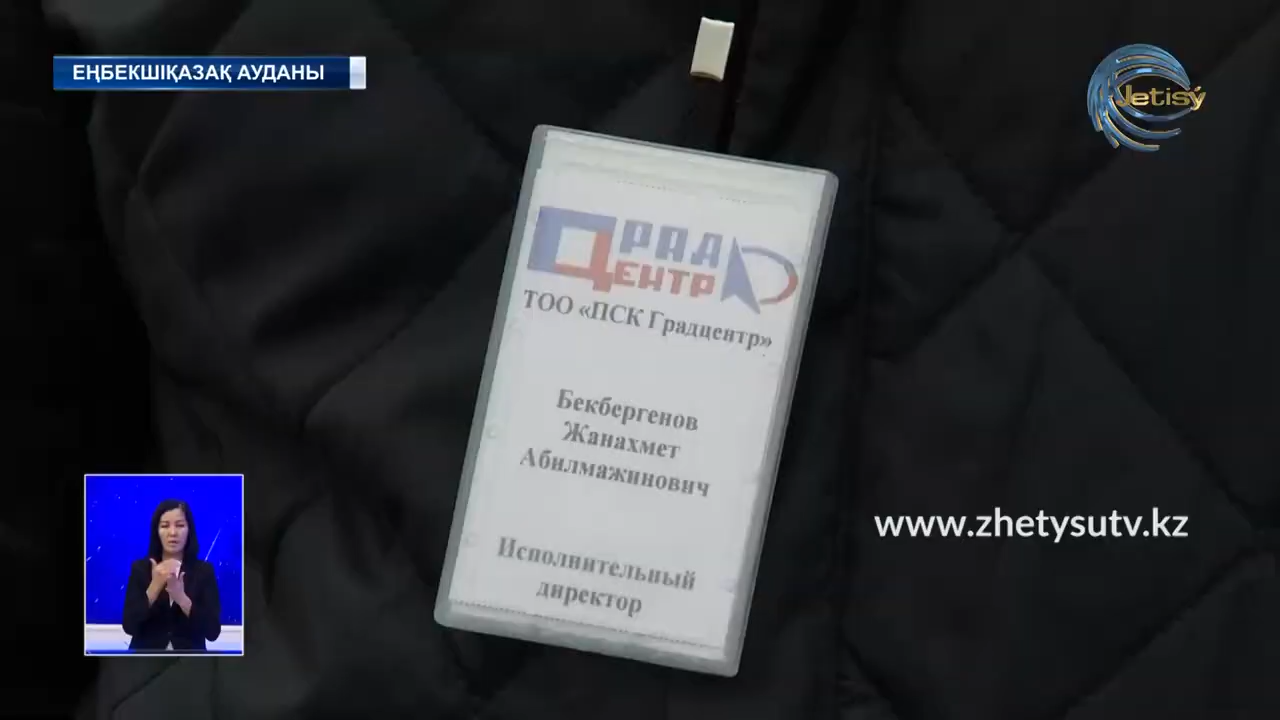 ЕҢБЕКШІҚАЗАҚ АУДАНЫ
Jetisý
ГРАД
ЦЕНТР
ТОО «ПСК Градцентр»
Бекбергенов
Жанахмет
Абилмажинович
www.zhetysutv.kz
Исполнительный
директор